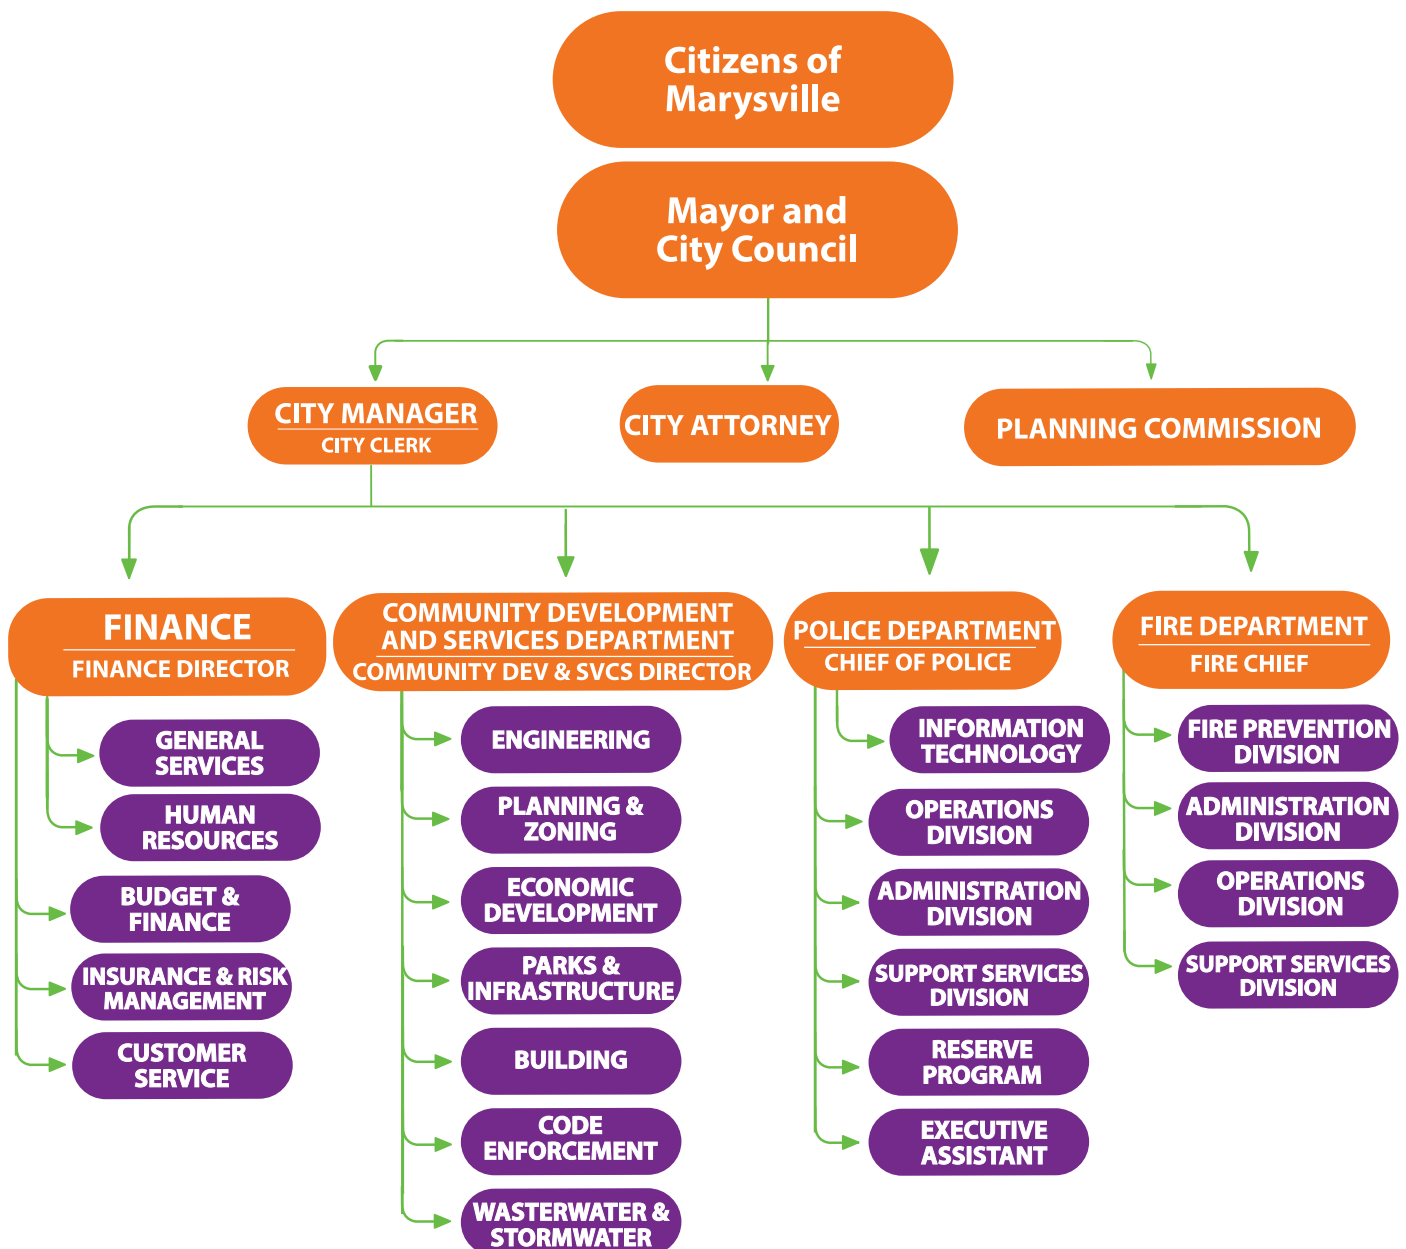 Citizens of
Marysville
Mayor and
City Council
CITY MANAGER
CITY CLERK
CITY ATTORNEY
PLANNING COMMISSION
FINANCE
FINANCE DIRECTOR
GENERAL
SERVICES
HUMAN
RESOURCES
BUDGET &
FINANCE
INSURANCE & RISK
MANAGEMENT
CUSTOMER
SERVICE
COMMUNITY DEVELOPMENT
AND SERVICES DEPARTMENT
COMMUNITY DEV & SVCS DIRECTOR
ENGINEERING
PLANNING &
ZONING
ECONOMIC
DEVELOPMENT
PARKS &
INFRASTRUCTURE
BUILDING
CODE
ENFORCEMENT
WASTERWATER &
STORMWATER
POLICE DEPARTMENT
CHIEF OF POLICE
INFORMATION
TECHNOLOGY
OPERATIONS
DIVISION
ADMINISTRATION
DIVISION
SUPPORT SERVICES
DIVISION
RESERVE
PROGRAM
EXECUTIVE
ASSISTANT
FIRE DEPARTMENT
FIRE CHIEF
FIRE PREVENTION
DIVISION
ADMINISTRATION
DIVISION
OPERATIONS
DIVISION
SUPPORT SERVICES
DIVISION